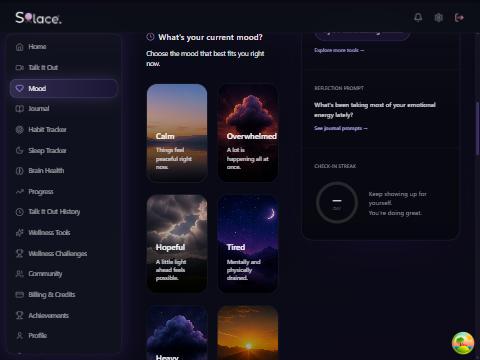 Solace.
Home
Talk It Out
Mood
Journal
Habit Tracker
Sleep Tracker
Brain Health
Progress
Talk It Out History
Wellness Tools
Wellness Challenges
Community
Billing & Credits
Achievements
Profile
What's your current mood?
Choose the mood that best fits you right
now.
Calm
Things feel
peaceful right
now.
Overwhelmed
A lot is
happening all at
once.
Hopeful
A little light
ahead feels
possible.
Tired
Mentally and
physically
drained.
Heavy
Explore more tools →
REFLECTION PROMPT
What's been taking most of your emotional
energy lately?
See journal prompts →
CHECK-IN STREAK
—
Keep showing up for
yourself.
You're doing great.